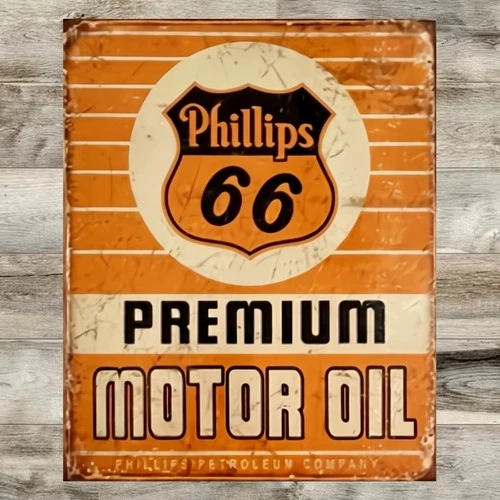 Phillips
66
PREMIUM
MOTOR OIL
PHILLIPS PETROLEUM COMPANY